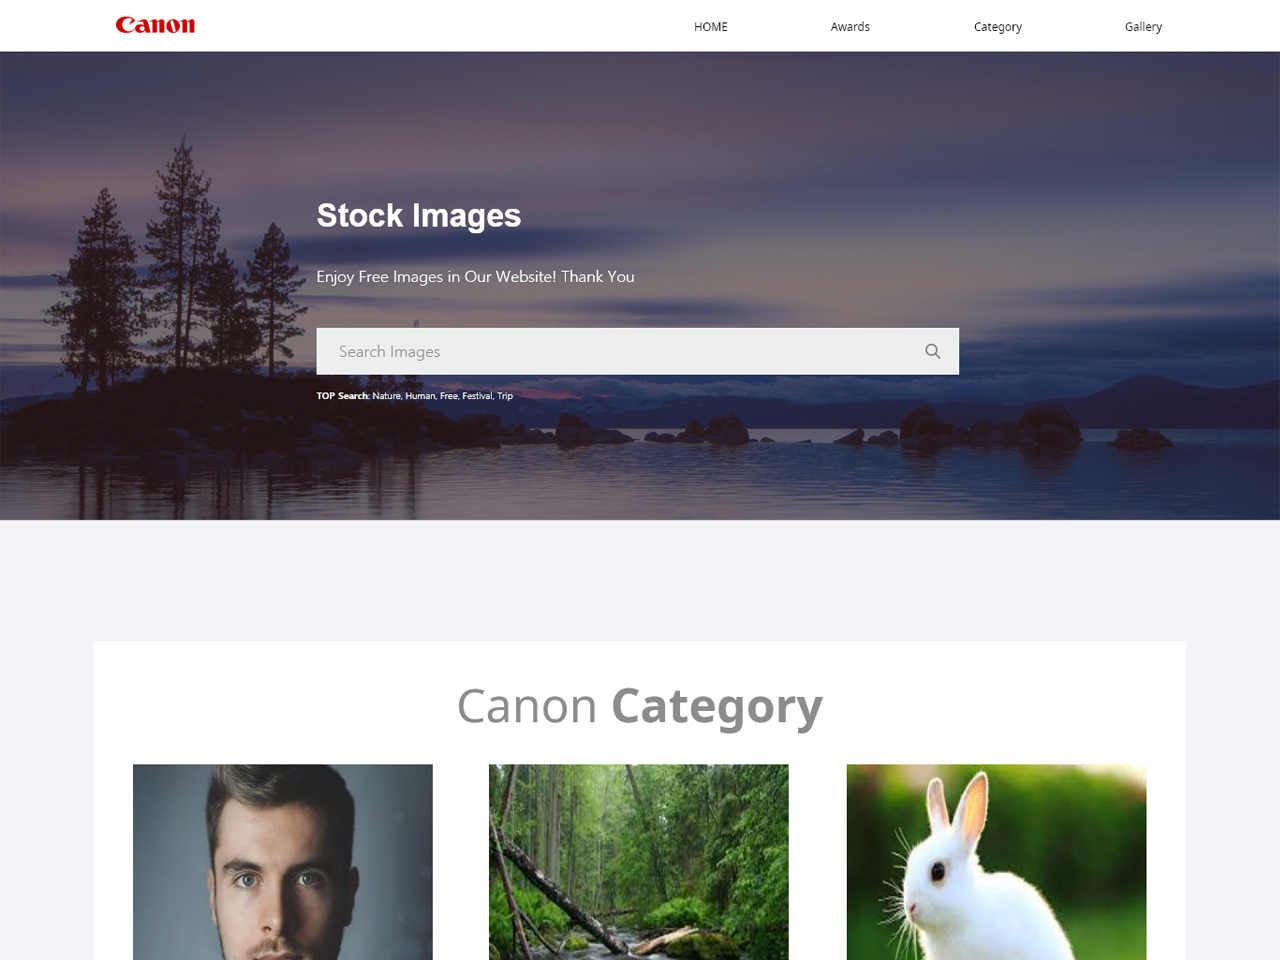 Canon
HOME Awards Category Gallery
Stock Images
Enjoy Free Images in Our Website! Thank You
Search Images
TOP Search: Nature, Human, Free, Festival, Trip
Canon Category